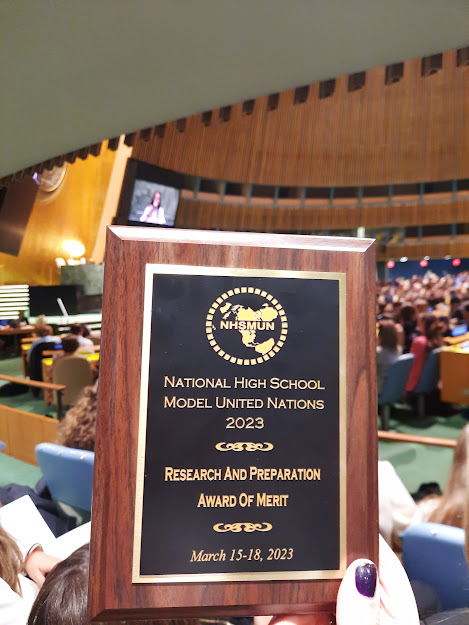 NHSMUN
NATIONAL HIGH SCHOOL
MODEL UNITED NATIONS
2023
RESEARCH AND PREPARATION
AWARD OF MERIT
March 15-18, 2023